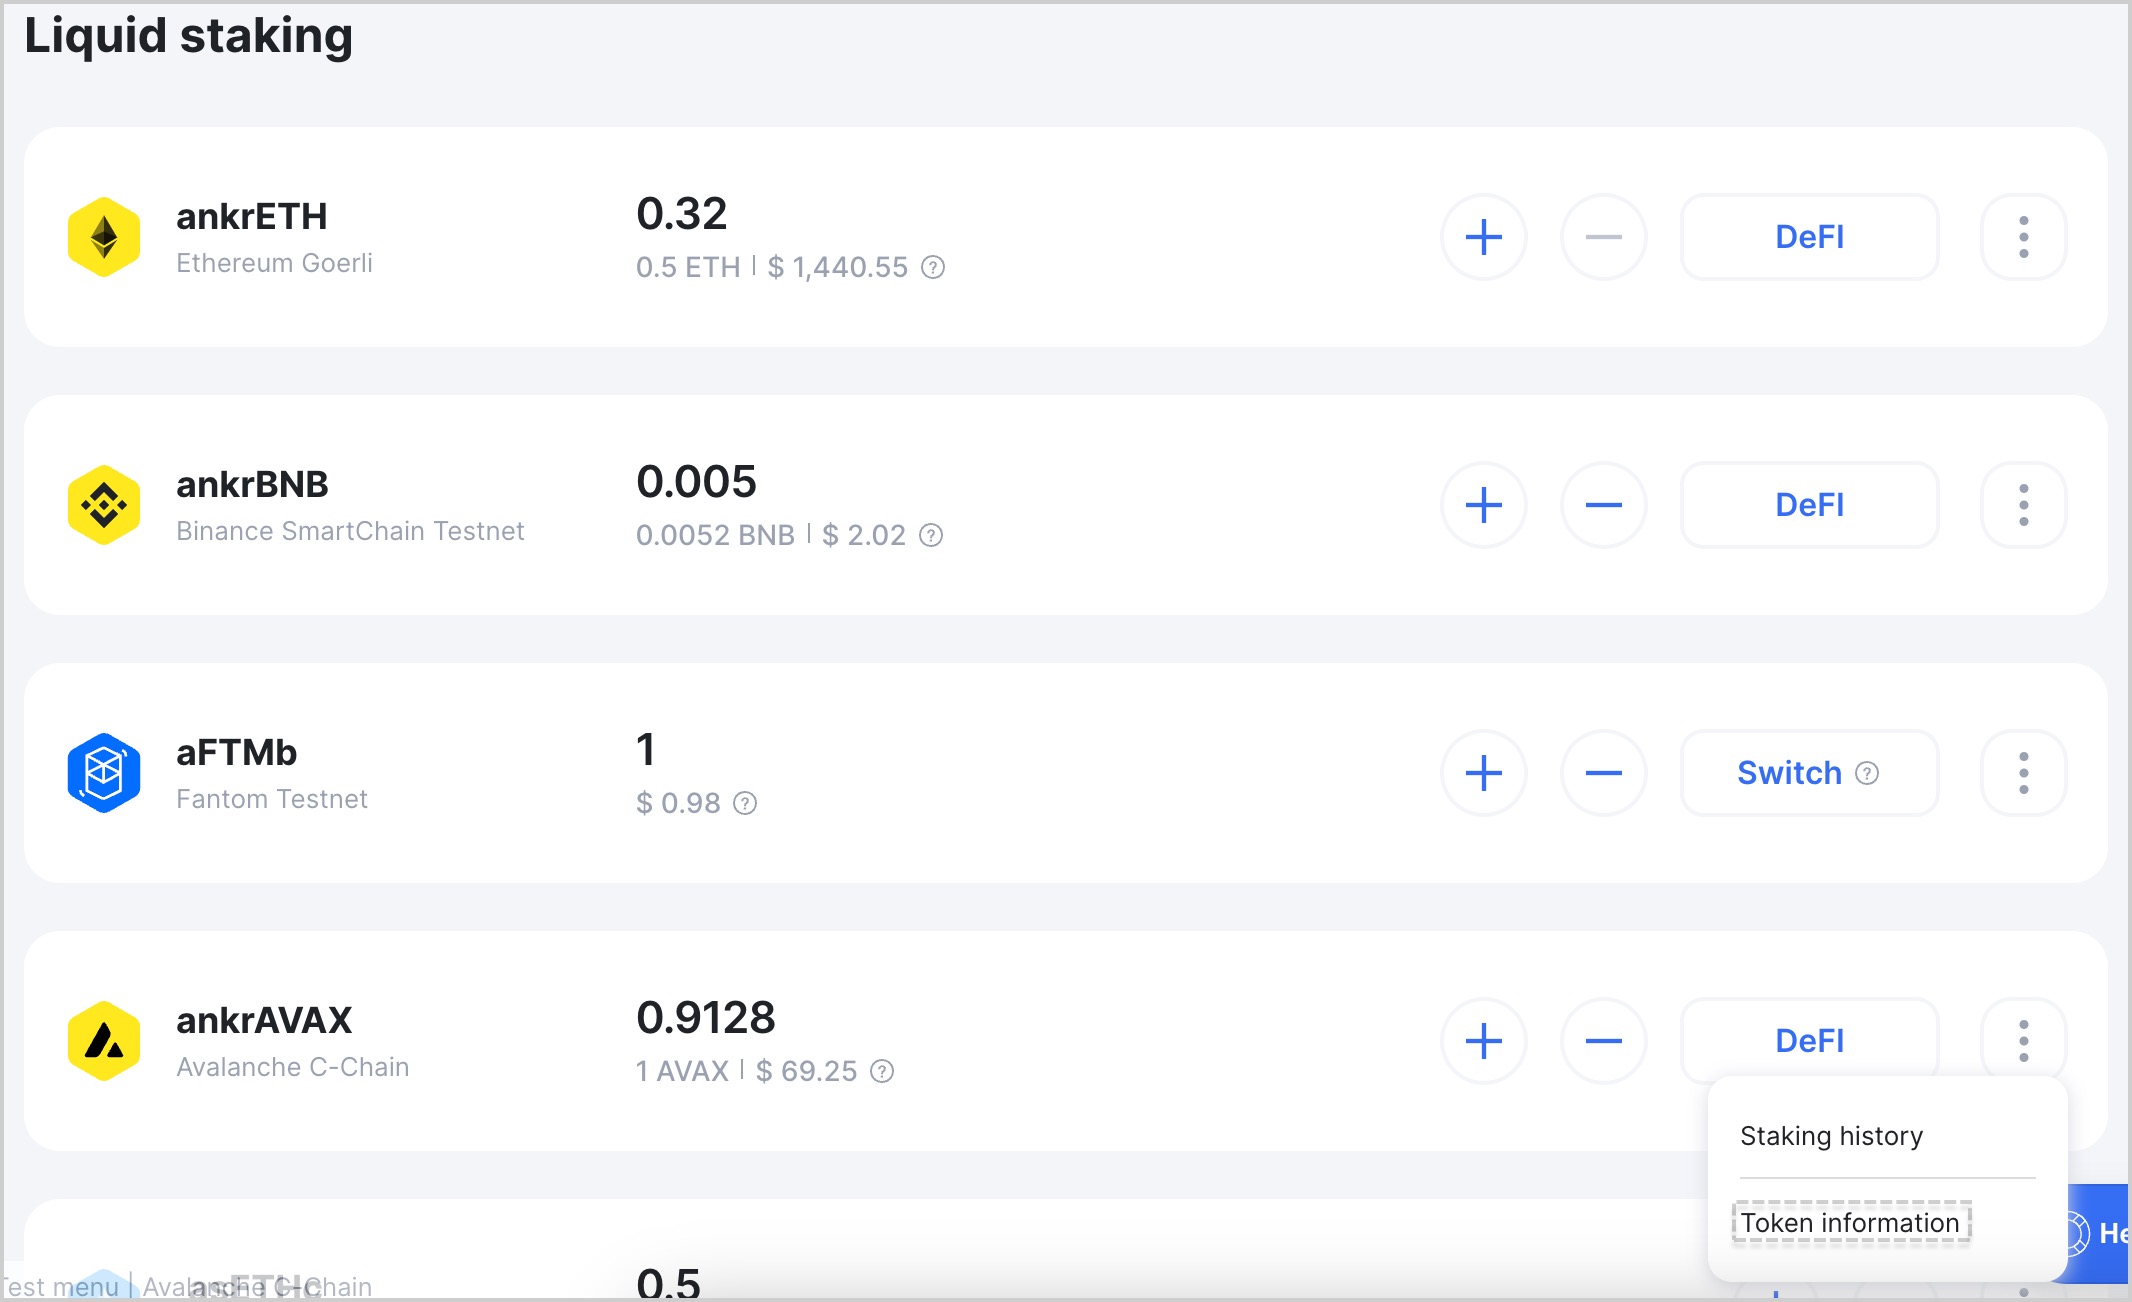 Liquid staking
ankrETH
Ethereum Goerli
0.32
0.5 ETH | $ 1,440.55 ?
DeFI
ankrBNB
Binance SmartChain Testnet
0.005
0.0052 BNB | $ 2.02 ?
DeFI
aFTMb
Fantom Testnet
1
$ 0.98 ?
Switch ?
ankrAVAX
Avalanche C-Chain
0.9128
1 AVAX | $ 69.25 ?
DeFI
Staking history
Token information
He
Test menu | Avalanche C-Chain
0.5